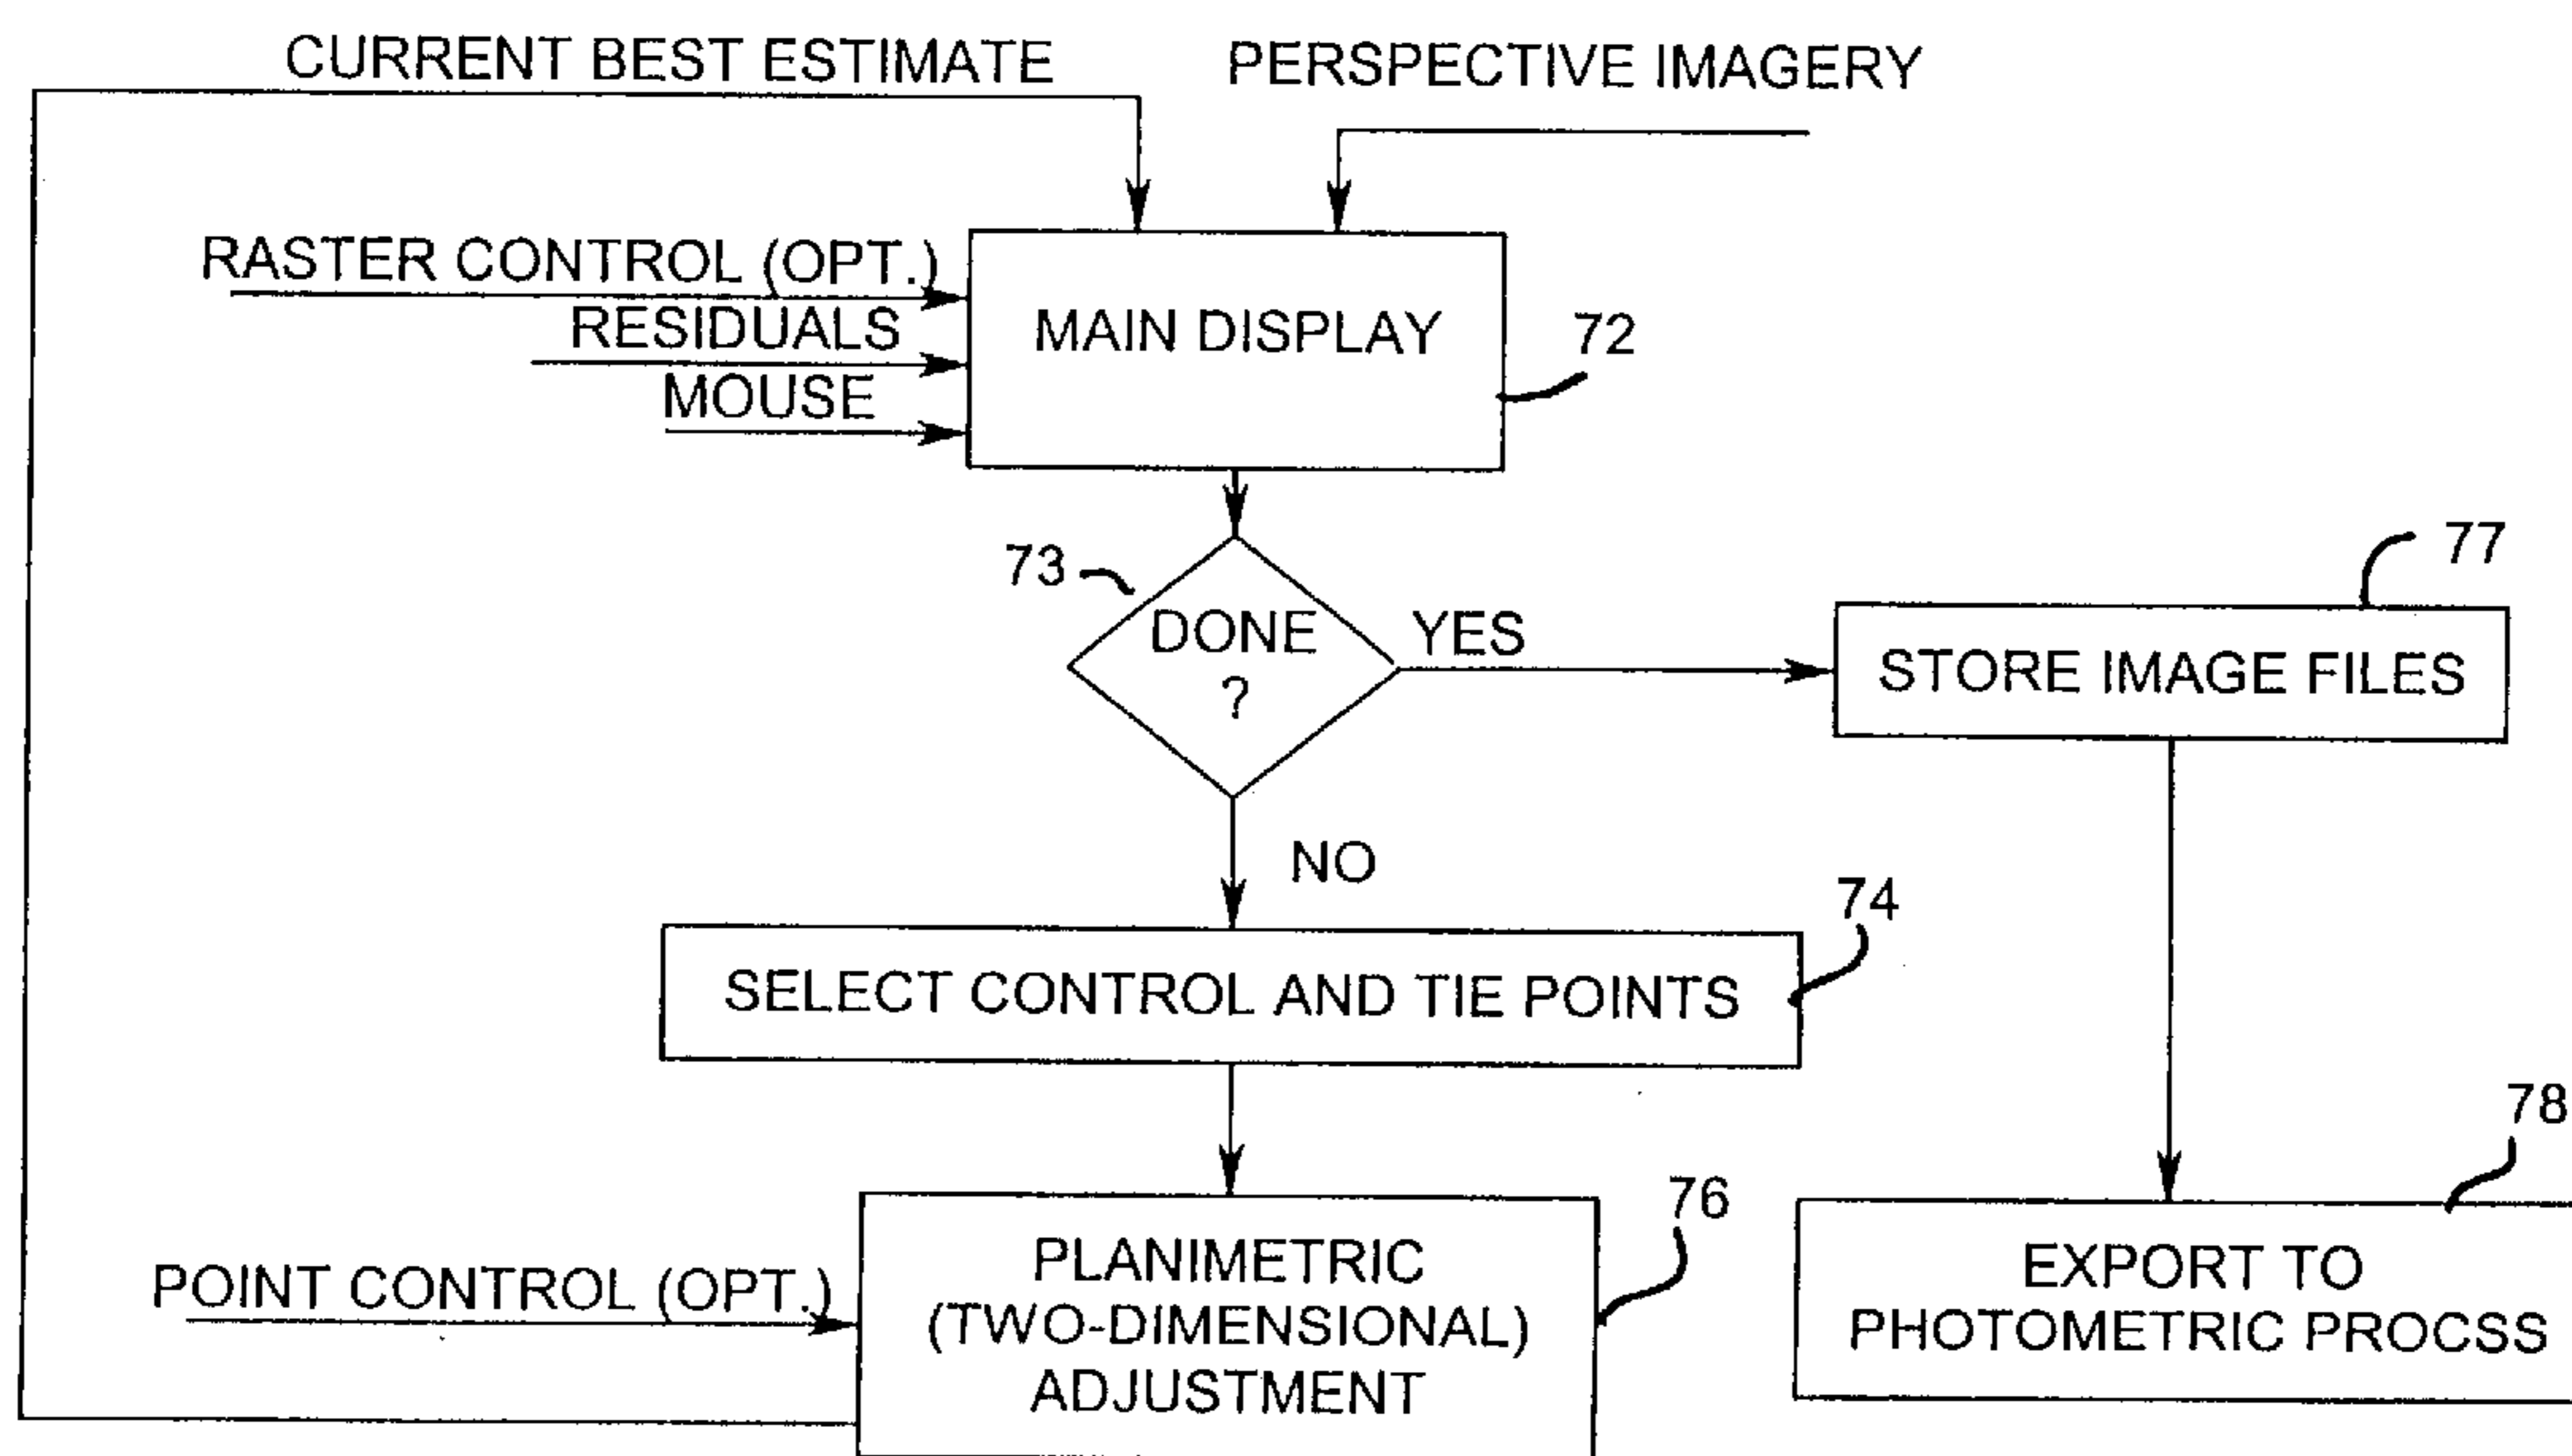 CURRENT BEST ESTIMATE
PERSPECTIVE IMAGERY
RASTER CONTROL (OPT.)
RESIDUALS
MOUSE
MAIN DISPLAY
72
73
DONE
?
YES
77
STORE IMAGE FILES
NO
74
SELECT CONTROL AND TIE POINTS
76
78
POINT CONTROL (OPT.)
PLANIMETRIC
(TWO-DIMENSIONAL)
ADJUSTMENT
EXPORT TO
PHOTOMETRIC PROCSS